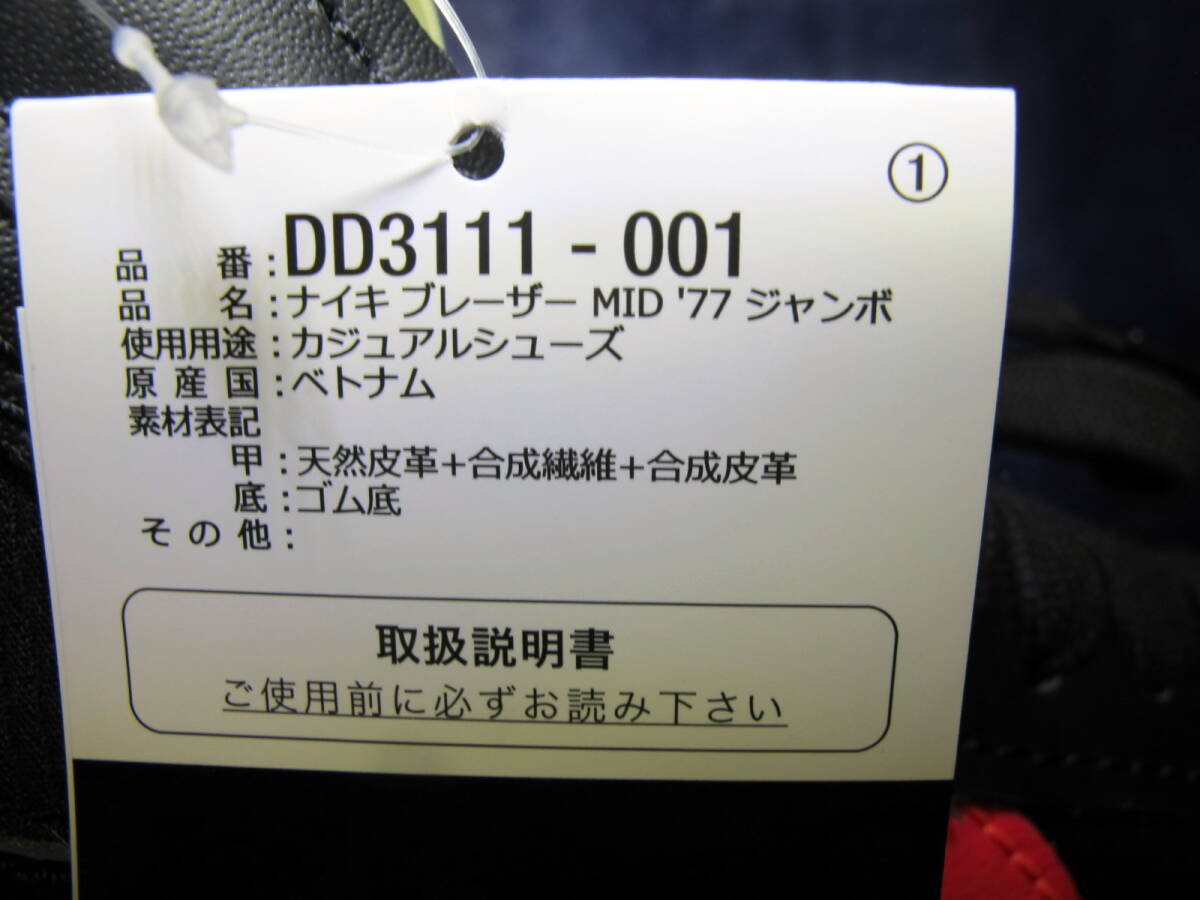 ①
品番:DD3111-001
品名:ナイキ ブレーザー MID '77 ジャンボ
使用用途:カジュアルシューズ
原産国:ベトナム
素材表記
甲:天然皮革+合成繊維+合成皮革
底:ゴム底
その他:
取扱説明書
ご使用前に必ずお読み下さい